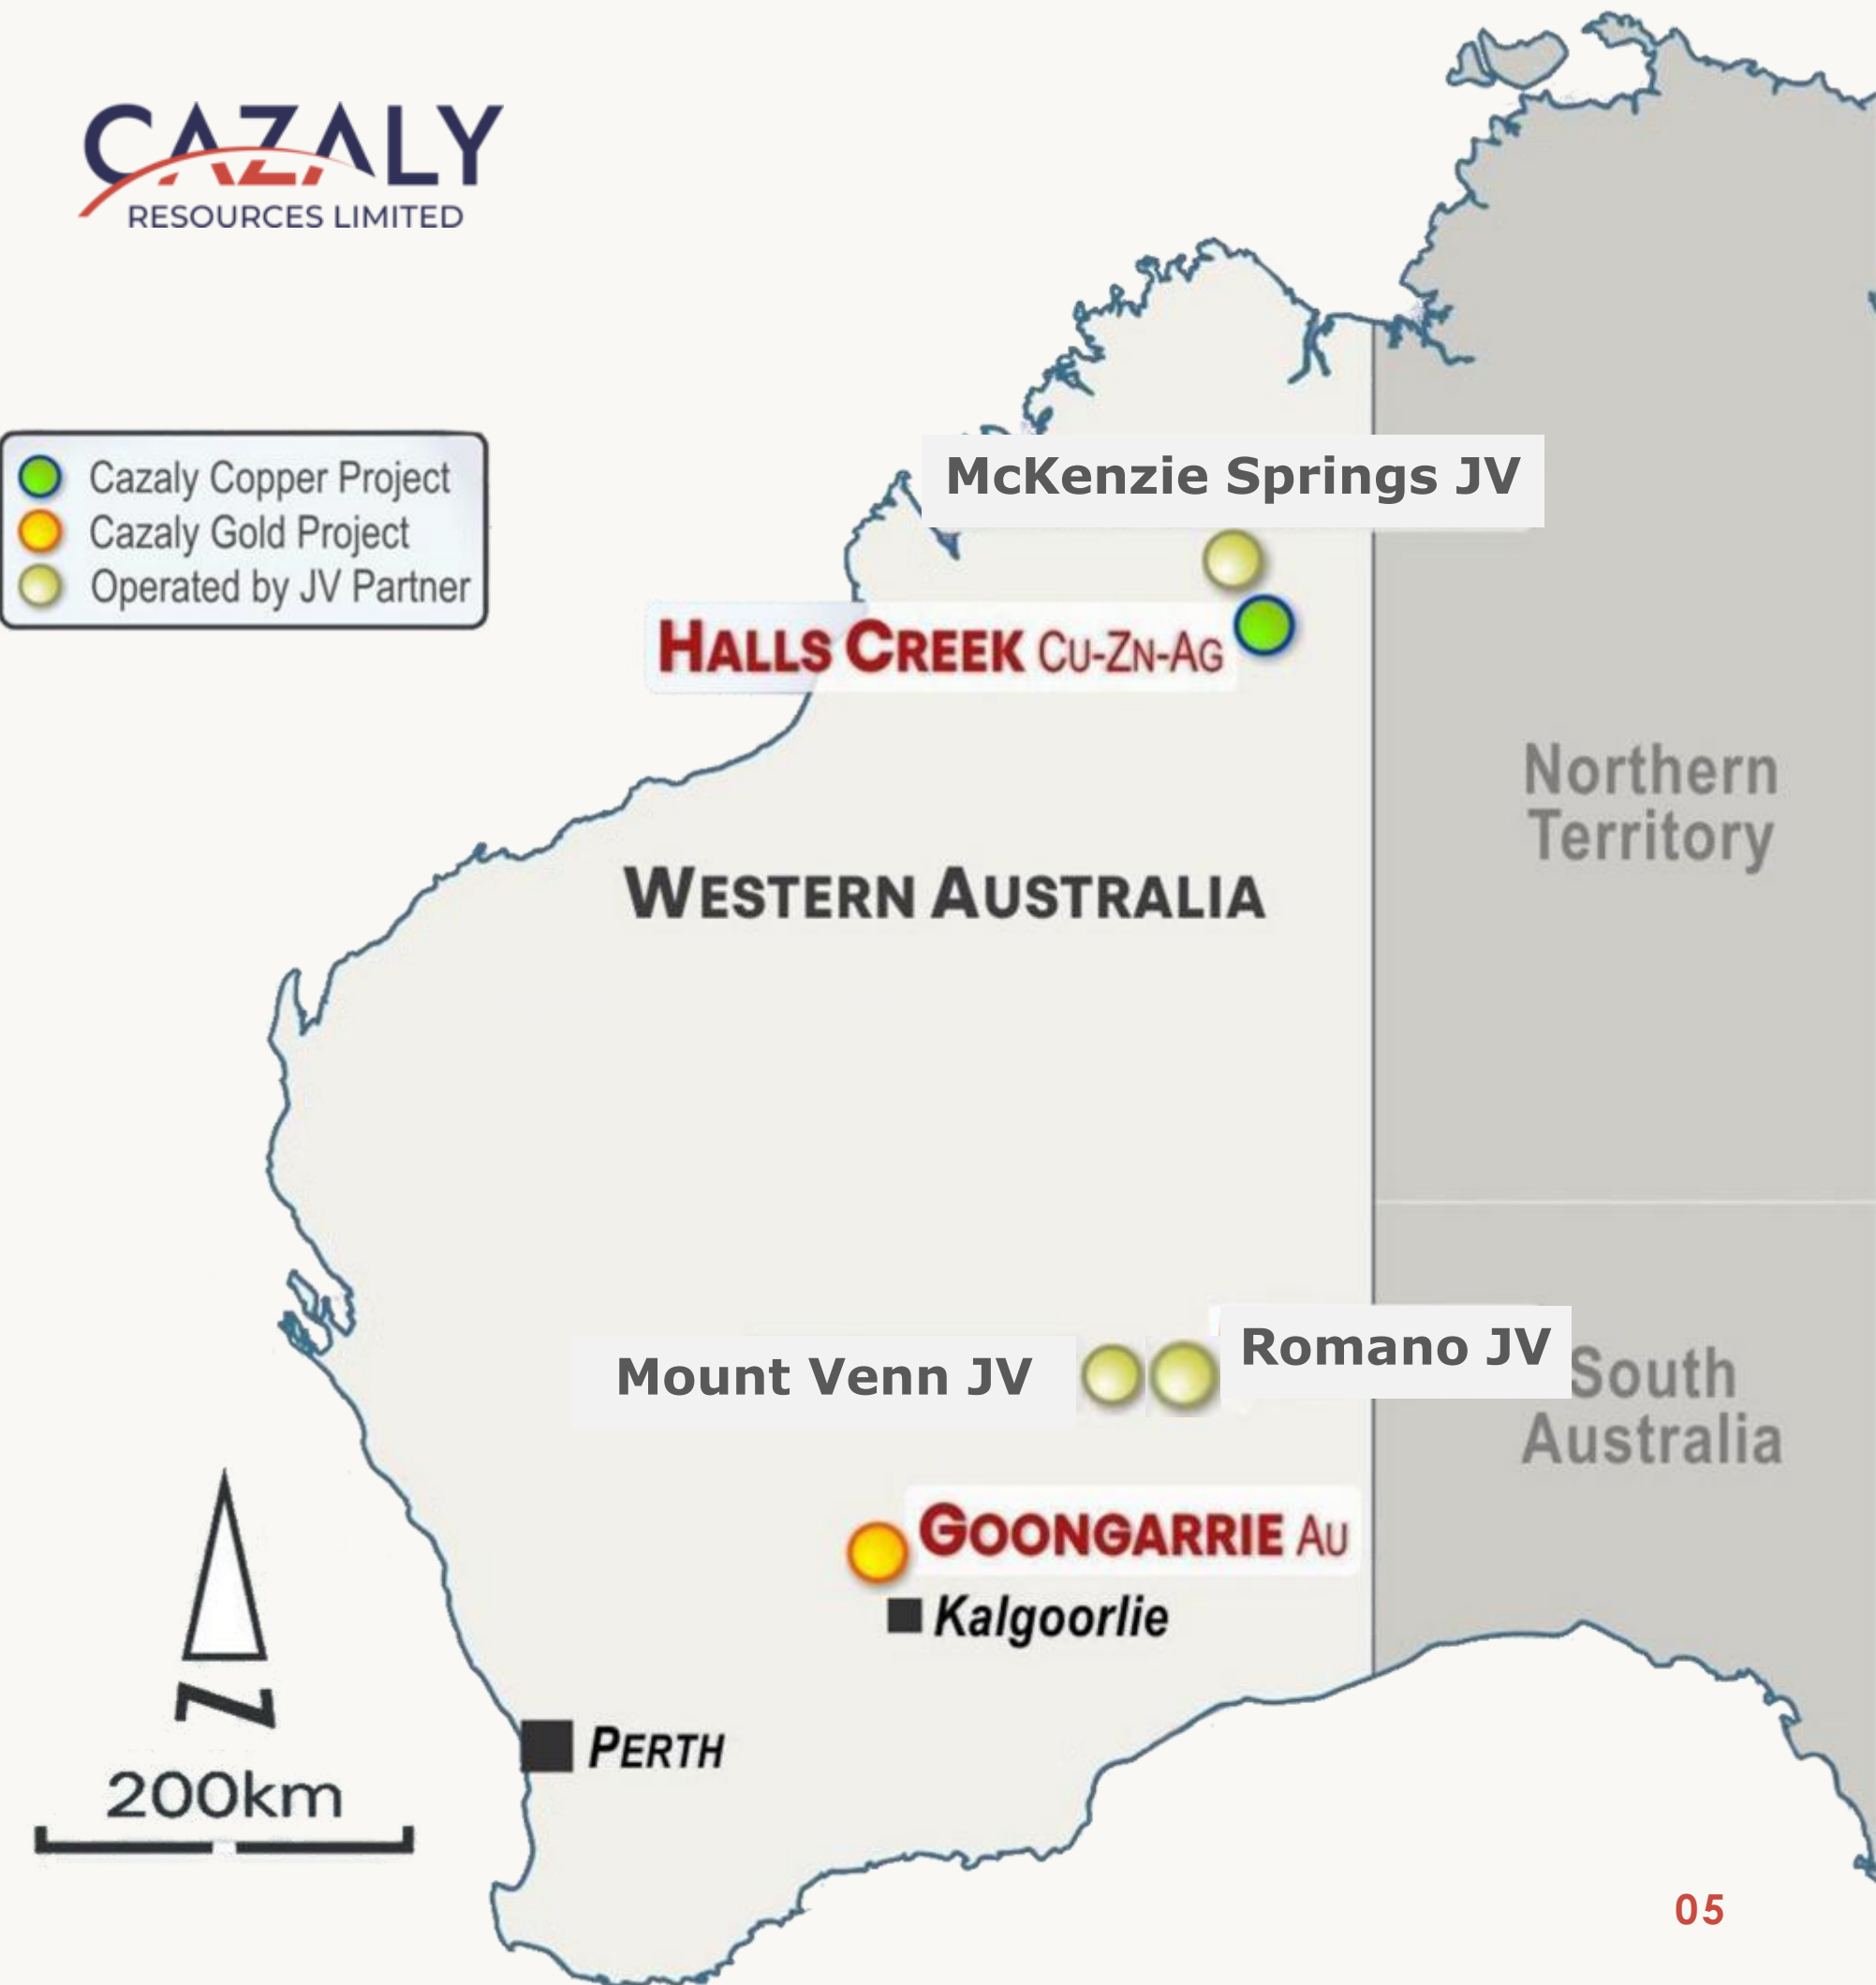 CAZALY
RESOURCES LIMITED
Cazaly Copper Project
Cazaly Gold Project
Operated by JV Partner
McKenzie Springs JV
HALLS CREEK CU-ZN-AG
Northern
Territory
WESTERN AUSTRALIA
Mount Venn JV
Romano JV
South
Australia
GOONGARRIE AU
Kalgoorlie
PERTH
N
200km
05